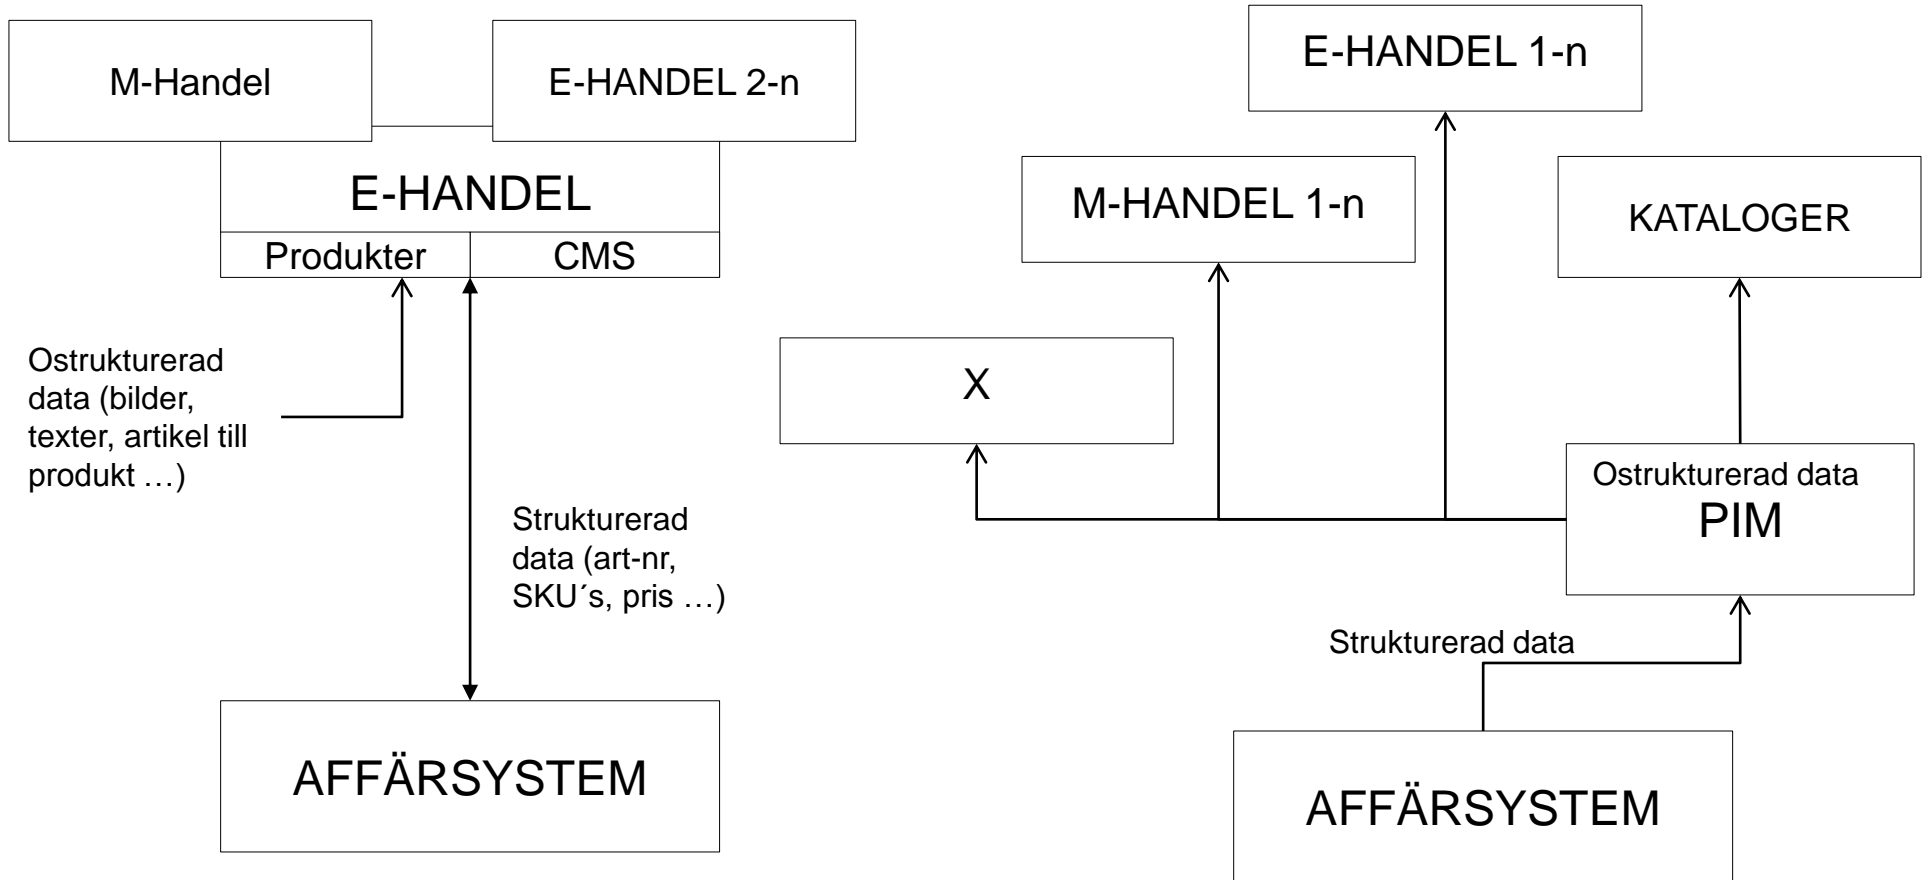 M-Handel
E-HANDEL 2-n
E-HANDEL
Produkter
CMS
Ostrukturerad
data (bilder,
texter, artikel till
produkt …)
Strukturerad
data (art-nr,
SKU´s, pris …)
AFFÄRSYSTEM
E-HANDEL 1-n
M-HANDEL 1-n
KATALOGER
X
Ostrukturerad data
PIM
Strukturerad data
AFFÄRSYSTEM